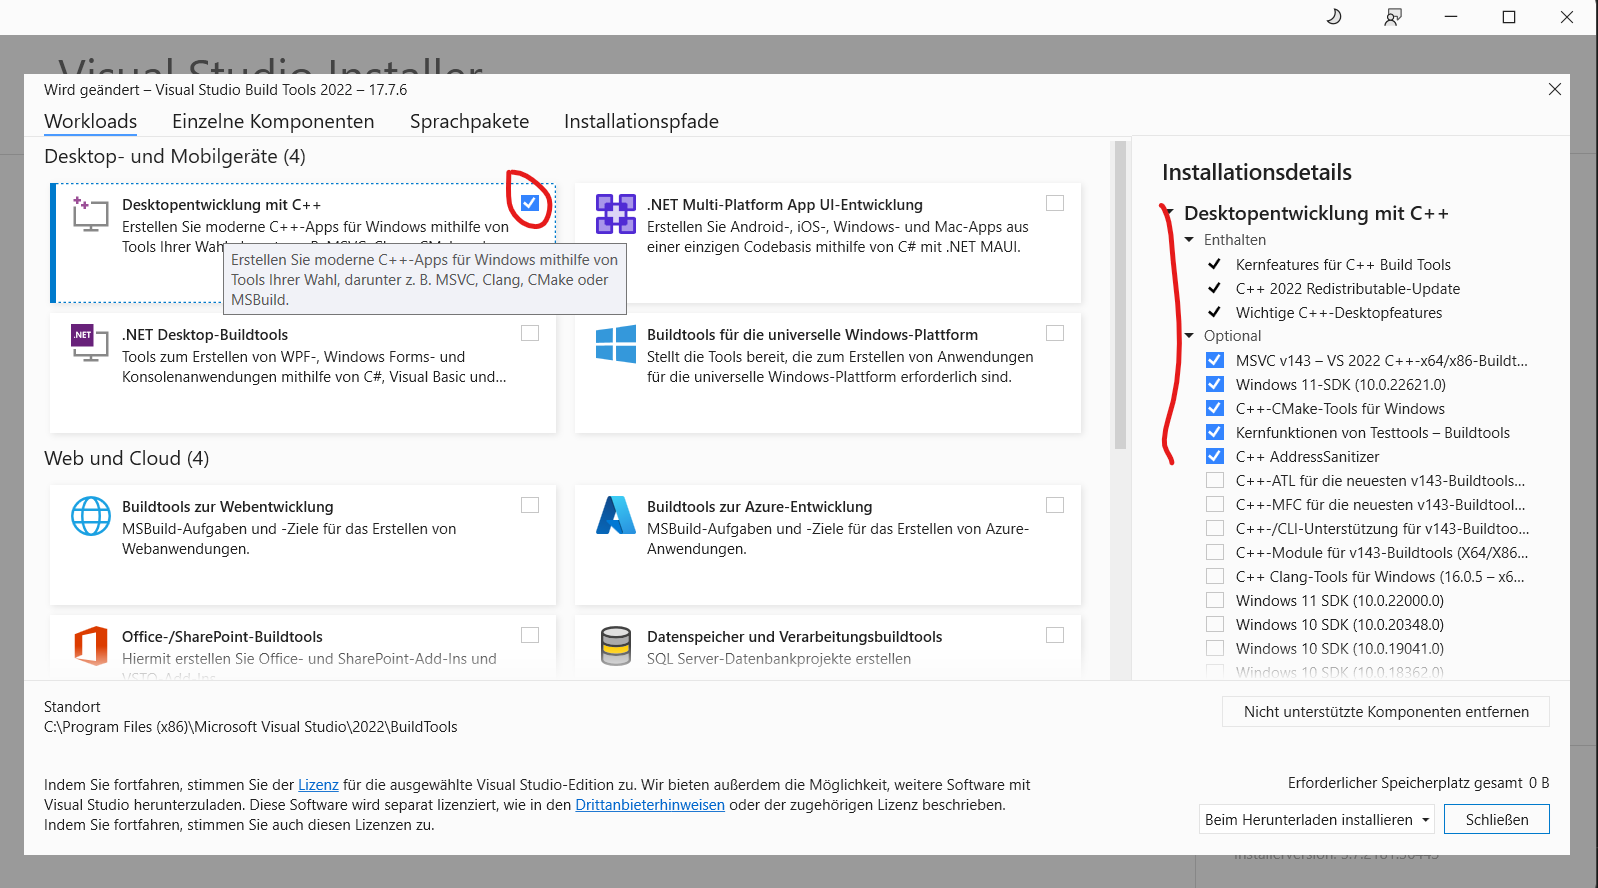 Visual Studio Installer
Wird geändert – Visual Studio Build Tools 2022 – 17.7.6
Workloads
Einzelne Komponenten
Sprachpakete
Installationspfade
Desktop- und Mobilgeräte (4)
Desktopentwicklung mit C++
Erstellen Sie moderne C++-Apps für Windows mithilfe von
Tools Ihrer Wahl
Erstellen Sie moderne C++-Apps für Windows mithilfe von
Tools Ihrer Wahl, darunter z. B. MSVC, Clang, CMake oder
MSBuild.
.NET Multi-Platform App UI-Entwicklung
Erstellen Sie Android-, iOS-, Windows- und Mac-Apps aus
einer einzigen Codebasis mithilfe von C# mit .NET MAUI.
.NET
.NET Desktop-Buildtools
Tools zum Erstellen von WPF-, Windows Forms- und
Konsolenanwendungen mithilfe von C#, Visual Basic und...
Buildtools für die universelle Windows-Plattform
Stellt die Tools bereit, die zum Erstellen von Anwendungen
für die universelle Windows-Plattform erforderlich sind.
Web und Cloud (4)
Buildtools zur Webentwicklung
MSBuild-Aufgaben und -Ziele für das Erstellen von
Webanwendungen.
Buildtools zur Azure-Entwicklung
MSBuild-Aufgaben und -Ziele für das Erstellen von Azure-
Anwendungen.
Office-/SharePoint-Buildtools
Hiermit erstellen Sie Office- und SharePoint-Add-Ins und
VSTO-Add-Ins
Datenspeicher und Verarbeitungsbuildtools
SQL Server-Datenbankprojekte erstellen
Installationsdetails
Desktopentwicklung mit C++
Enthalten
Kernfeatures für C++ Build Tools
C++ 2022 Redistributable-Update
Wichtige C++-Desktopfeatures
Optional
MSVC v143 – VS 2022 C++-x64/x86-Buildt...
Windows 11-SDK (10.0.22621.0)
C++-CMake-Tools für Windows
Kernfunktionen von Testtools – Buildtools
C++ AddressSanitizer
C++-ATL für die neuesten v143-Buildtools...
C++-MFC für die neuesten v143-Buildtool...
C++-/CLI-Unterstützung für v143-Buildtoo...
C++-Module für v143-Buildtools (X64/X86...
C++ Clang-Tools für Windows (16.0.5 – x6...
Windows 11 SDK (10.0.22000.0)
Windows 10 SDK (10.0.20348.0)
Windows 10 SDK (10.0.19041.0)
Windows 10 SDK (10.0.18362.0)
Standort
C:\Program Files (x86)\Microsoft Visual Studio\2022\BuildTools
Nicht unterstützte Komponenten entfernen
Indem Sie fortfahren, stimmen Sie der Lizenz für die ausgewählte Visual Studio-Edition zu. Wir bieten außerdem die Möglichkeit, weitere Software mit
Visual Studio herunterzuladen. Diese Software wird separat lizenziert, wie in den Drittanbieterhinweisen oder der zugehörigen Lizenz beschrieben.
Indem Sie fortfahren, stimmen Sie auch diesen Lizenzen zu.
Erforderlicher Speicherplatz gesamt 0 B
Beim Herunterladen installieren
Schließen